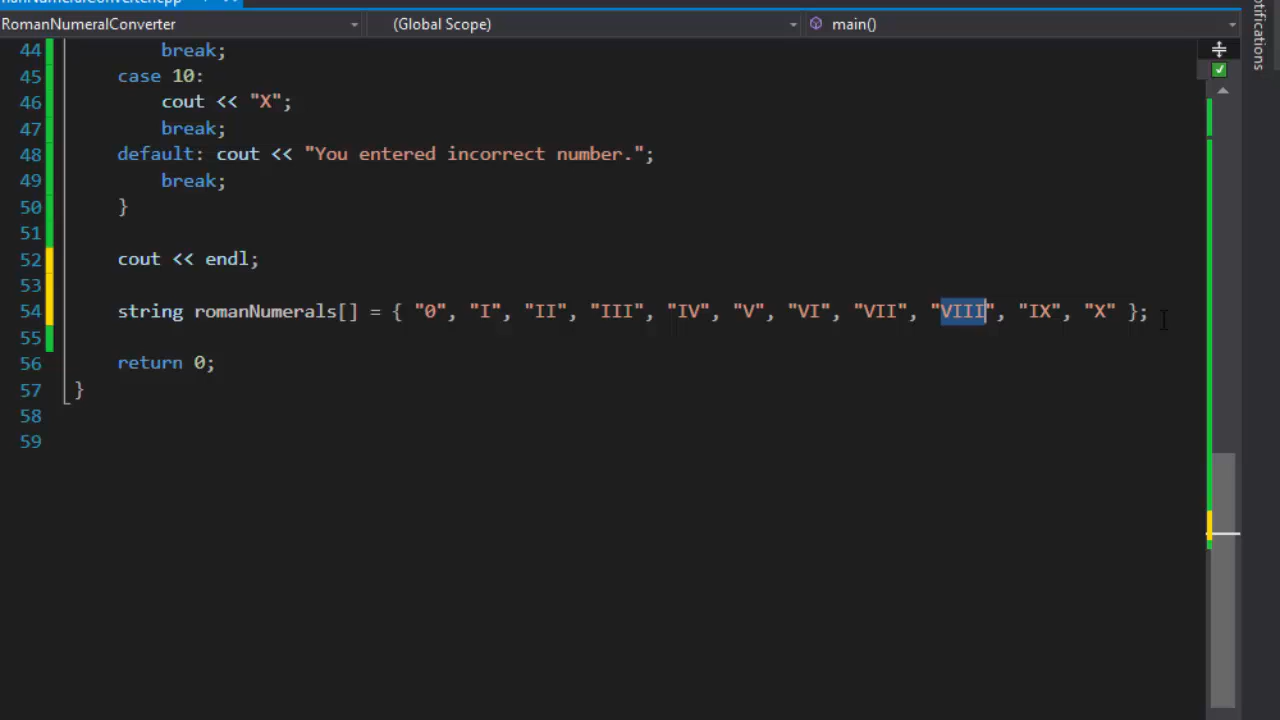 RomanNumeralConverter (Global Scope) main()
44 break;
45 case 10:
46 cout << "X";
47 break;
48 default: cout << "You entered incorrect number.";
49 break;
50 }
51
52 cout << endl;
53
54 string romanNumerals[] = { "0", "I", "II", "III", "IV", "V", "VI", "VII", "VIII", "IX", "X" };
55
56 return 0;
57 }
58
59